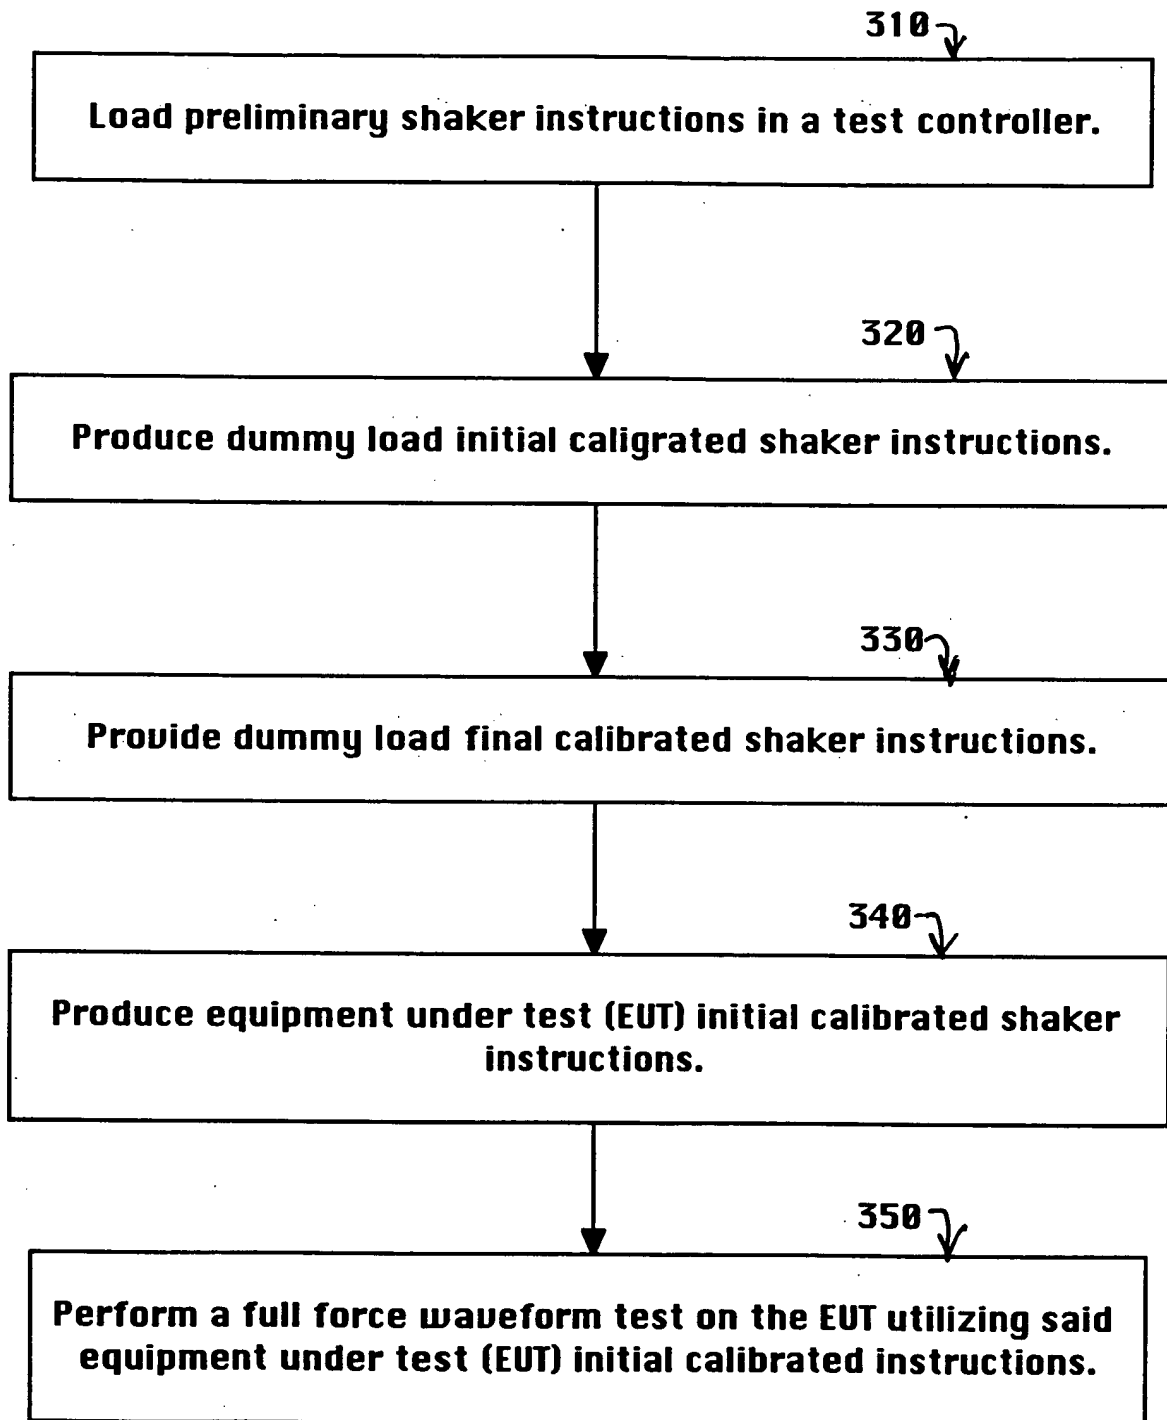 310
Load preliminary shaker instructions in a test controller.
320
Produce dummy load initial caligrated shaker instructions.
330
Provide dummy load final calibrated shaker instructions.
340
Produce equipment under test (EUT) initial calibrated shaker
instructions.
350
Perform a full force waveform test on the EUT utilizing said
equipment under test (EUT) initial calibrated instructions.